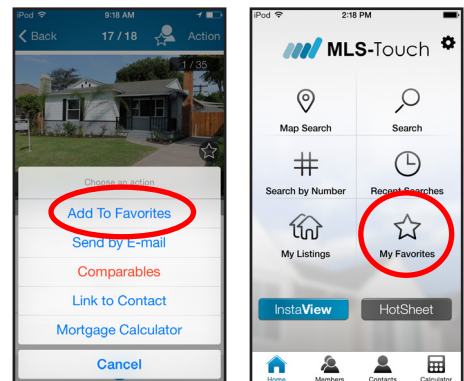 iPod 9:18 AM
Back 17 / 18 Action
1 / 35
Choose an action
Add To Favorites
Send by E-mail
Comparables
Link to Contact
Mortgage Calculator
Cancel
iPod 2:18 PM
MLS-Touch
Map Search Search
Search by Number Recent Searches
My Listings My Favorites
InstaView HotSheet
Home Members Contacts Calculator